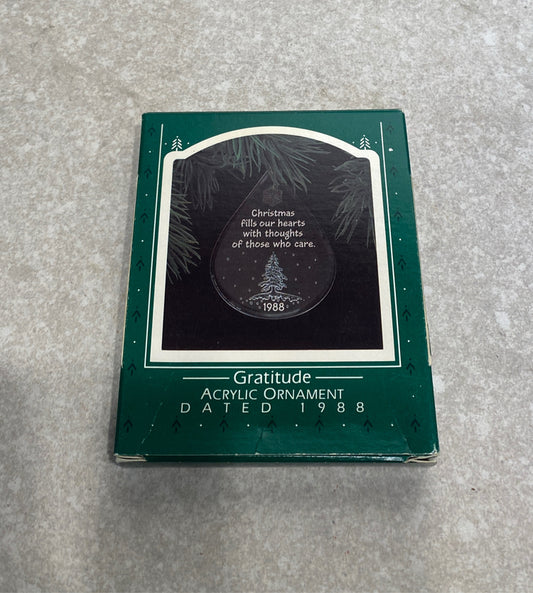 Christmas
fills our hearts
with thoughts
of those who care.
1988
Gratitude
ACRYLIC ORNAMENT
DATED 1988